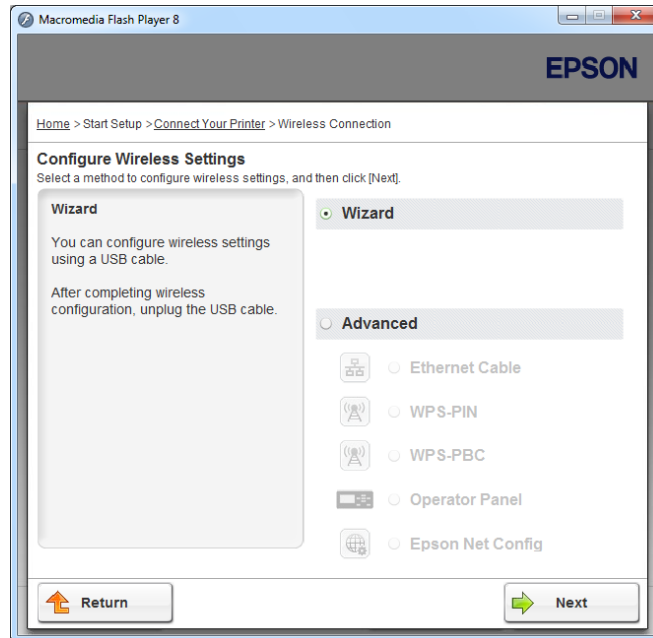 Macromedia Flash Player 8
EPSON
Home > Start Setup > Connect Your Printer > Wireless Connection
Configure Wireless Settings
Select a method to configure wireless settings, and then click [Next].
Wizard
You can configure wireless settings
using a USB cable.
After completing wireless
configuration, unplug the USB cable.
Wizard
Advanced
Ethernet Cable
WPS-PIN
WPS-PBC
Operator Panel
Epson Net Config
Return
Next